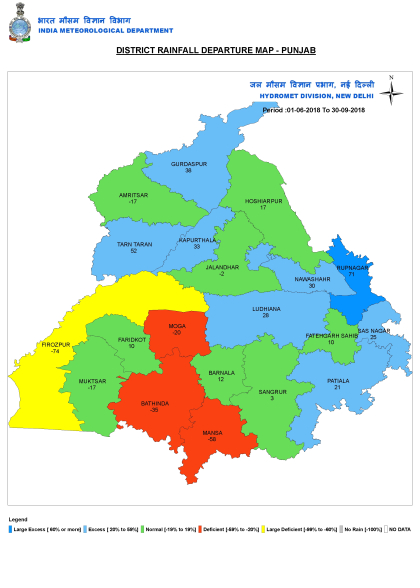 भारत मौसम विज्ञान विभाग
INDIA METEOROLOGICAL DEPARTMENT
DISTRICT RAINFALL DEPARTURE MAP - PUNJAB
जल मौसम विज्ञान प्रभाग, नई दिल्ली
HYDROMET DIVISION, NEW DELHI
N
Period :01-06-2018 To 30-09-2018
GURDASPUR
38
AMRITSAR
-17
HOSHIARPUR
17
TARN TARAN
52
KAPURTHALA
33
JALANDHAR
-2
RUPNAGAR
71
NAWASHAHR
30
LUDHIANA
28
MOGA
-20
FATEHGARH SAHIB
10
SAS NAGAR
25
FIROZPUR
-74
FARIDKOT
10
MUKTSAR
-17
BARNALA
12
BATHINDA
-35
SANGRUR
3
PATIALA
21
MANSA
-58
Legend
Large Excess [ 60% or more] Excess [ 20% to 59%] Normal [-19% to 19%] Deficient [-59% to -20%] Large Deficient [-99% to -60%] No Rain [-100%] NO DATA